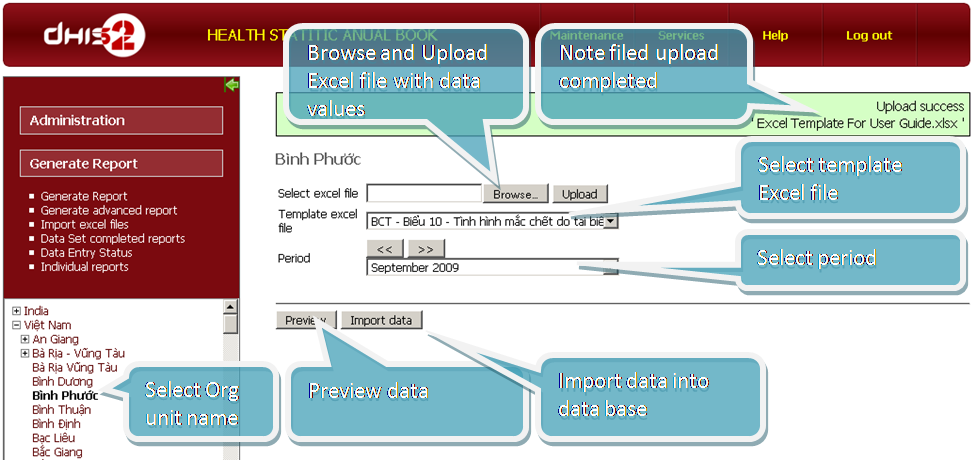 dHIS2
HEALTH STATITIC ANUAL BOOK
Maintenance
Services
Help
Log out
Browse and Upload
Excel file with data
values
Note filed upload
completed
Upload success
' Excel Template For User Guide.xlsx '
Administration
Generate Report
Generate Report
Generate advanced report
Import excel files
Data Set completed reports
Data Entry Status
Individual reports
Bình Phước
Select excel file
Browse...
Upload
Template excel
file
BCT - Biểu 10 - Tình hình mắc chết do tai biế
Period
<<
>>
September 2009
Select template
Excel file
Select period
Preview
Import data
India
Việt Nam
An Giang
Bà Rịa - Vũng Tàu
Bà Rịa Vũng Tàu
Bình Dương
Bình Phước
Bình Thuận
Bình Định
Bạc Liêu
Bắc Giang
Select Org
unit name
Preview data
Import data into
data base